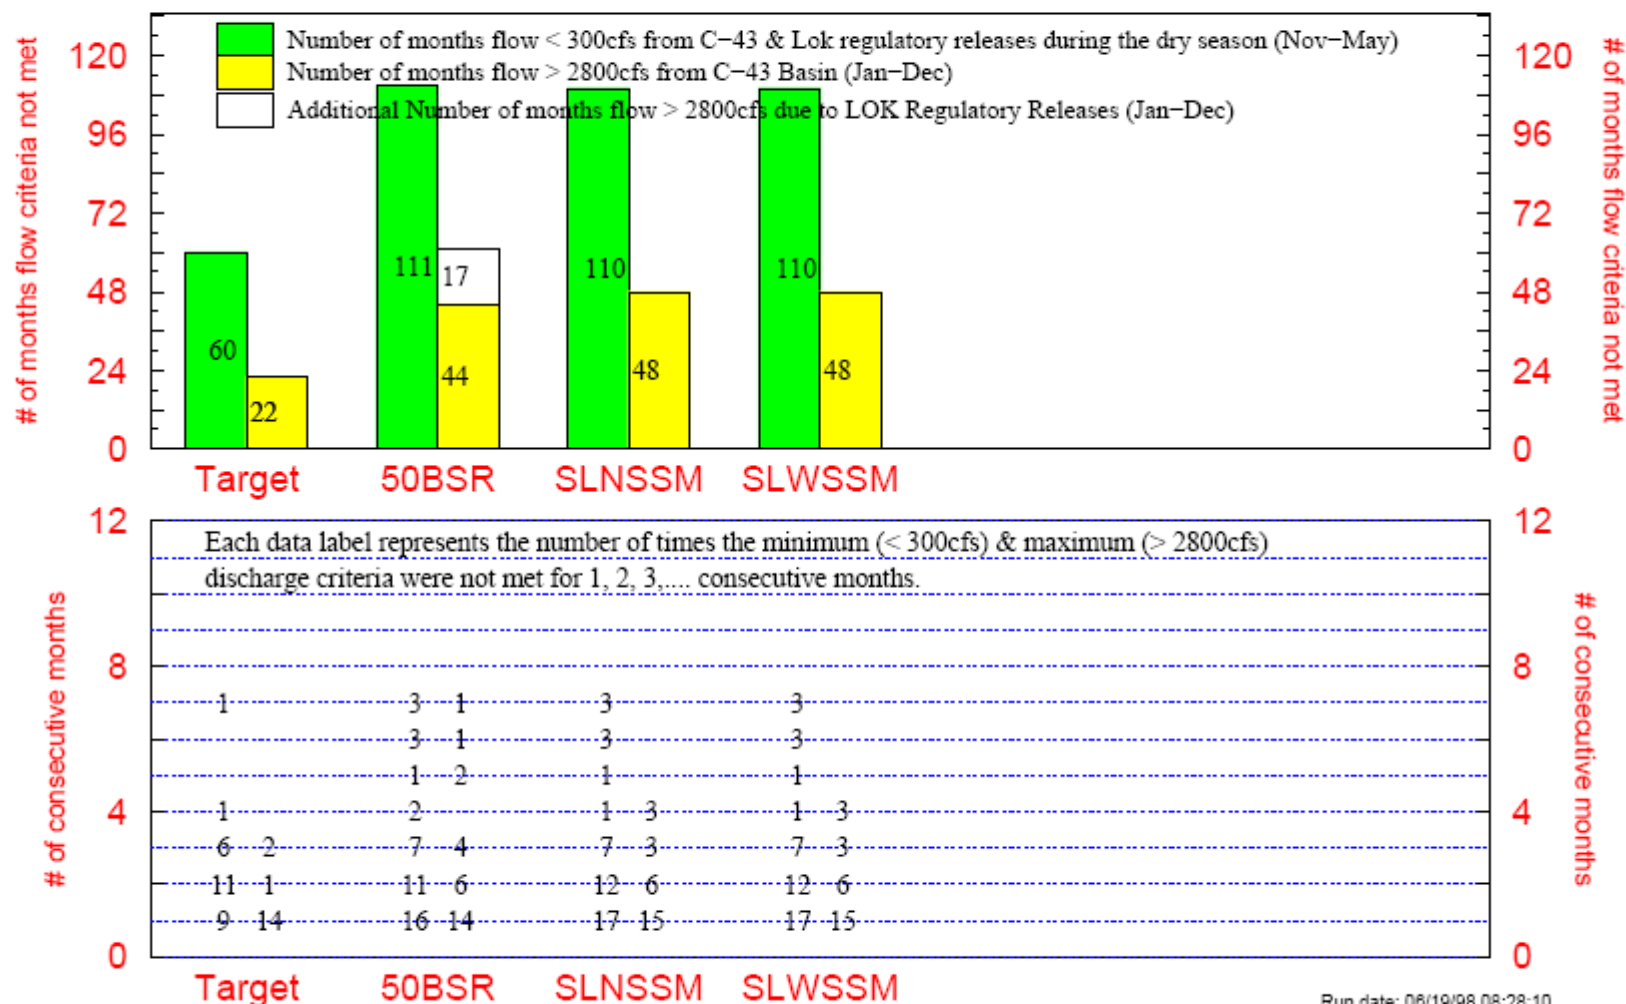 Number of months flow < 300cfs from C−43 & Lok regulatory releases during the dry season (Nov−May)
Number of months flow > 2800cfs from C−43 Basin (Jan−Dec)
Additional Number of months flow > 2800cfs due to LOK Regulatory Releases (Jan−Dec)
# of months flow criteria not met
120
96
72
48
24
0
60
22
111
17
44
110
48
110
48
120
96
72
48
24
0
# of months flow criteria not met
Target 50BSR SLNSSM SLWSSM
Each data label represents the number of times the minimum (< 300cfs) & maximum (> 2800cfs)
discharge criteria were not met for 1, 2, 3,.... consecutive months.
# of consecutive months
12
8
4
0
1 3 1 3 3
3 1 3 3
1 2 1 1
1 2 1 3 1 3
6 2 7 4 7 3 7 3
11 1 11 6 12 6 12 6
9 14 16 14 17 15 17 15
12
8
4
0
# of consecutive months
Target 50BSR SLNSSM SLWSSM
Run date: 06/19/98 08:28:10